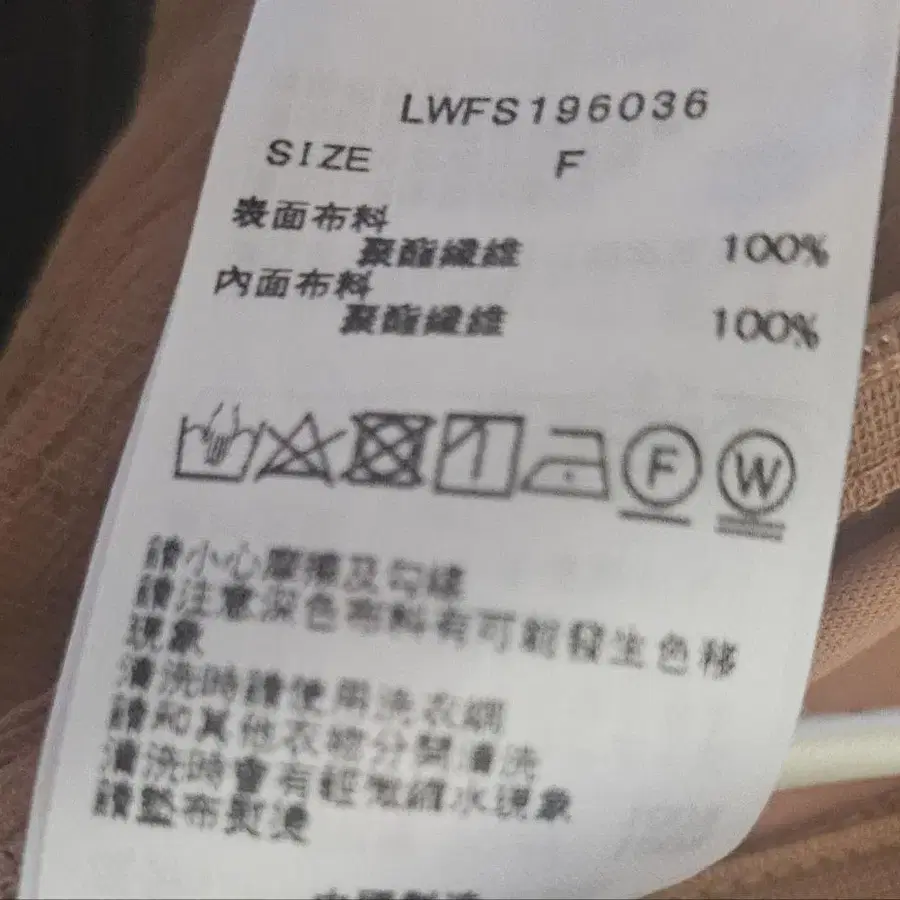 LWFS196036
SIZE F
表面布料
聚酯纖維 100%
內面布料
聚酯纖維 100%
F W
請小心摩擦及勾縫
請注意深色布料有可能發生色移
現象
清洗時請使用洗衣網
請和其他衣物分開清洗
清洗時會有輕微縮水現象
請墊布熨燙